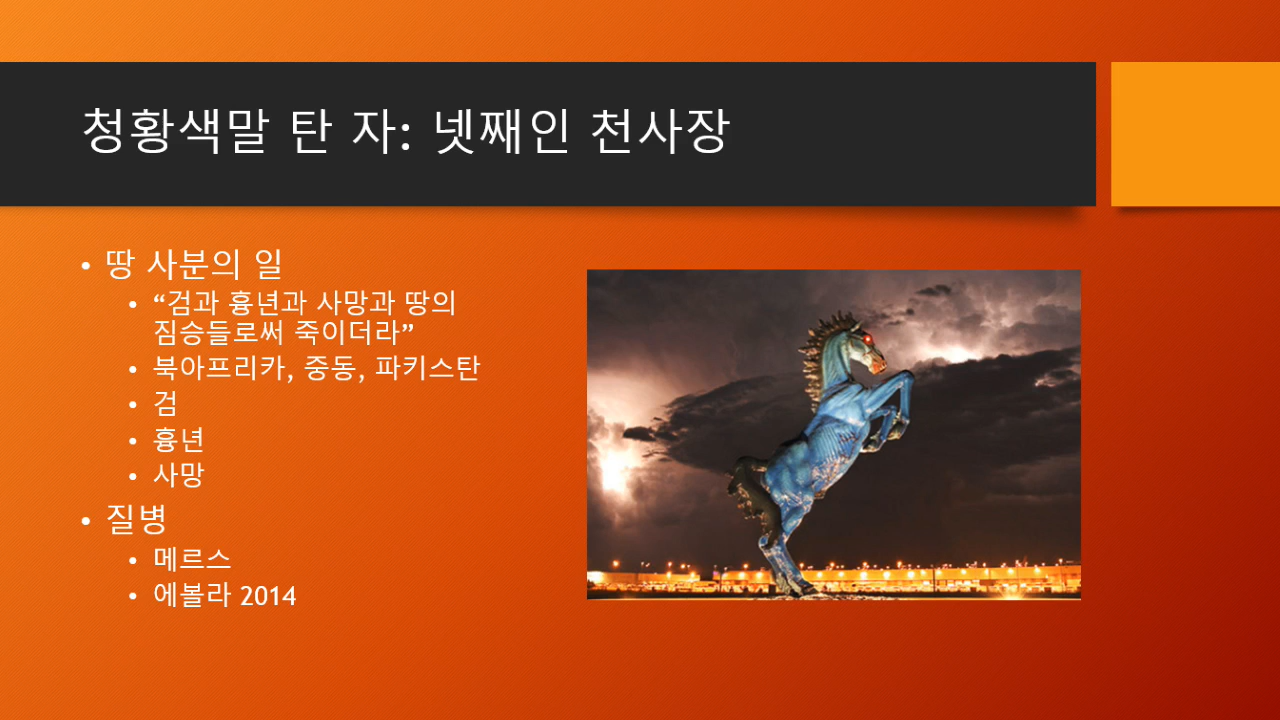 청황색말 탄 자: 넷째인 천사장
• 땅 사분의 일
• “검과 흉년과 사망과 땅의
짐승들로써 죽이더라”
• 북아프리카, 중동, 파키스탄
• 검
• 흉년
• 사망
• 질병
• 메르스
• 에볼라 2014